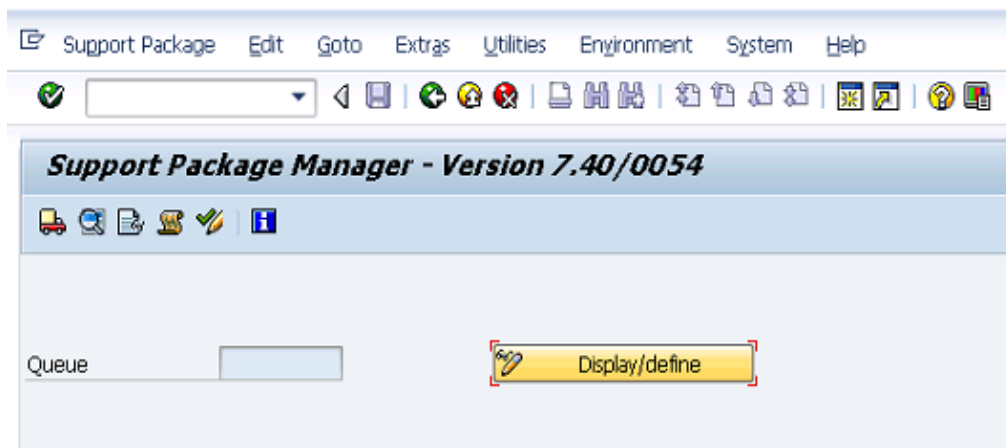 Support Package Edit Goto Extras Utilities Environment System Help
Support Package Manager - Version 7.40/0054
Queue Display/define